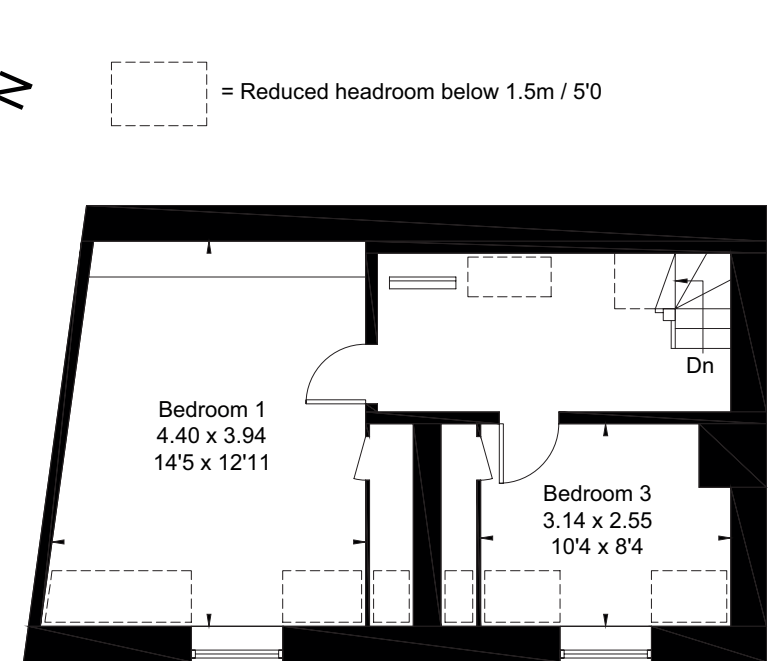 N
= Reduced headroom below 1.5m / 5'0
Dn
Bedroom 1
4.40 x 3.94
14'5 x 12'11
Bedroom 3
3.14 x 2.55
10'4 x 8'4